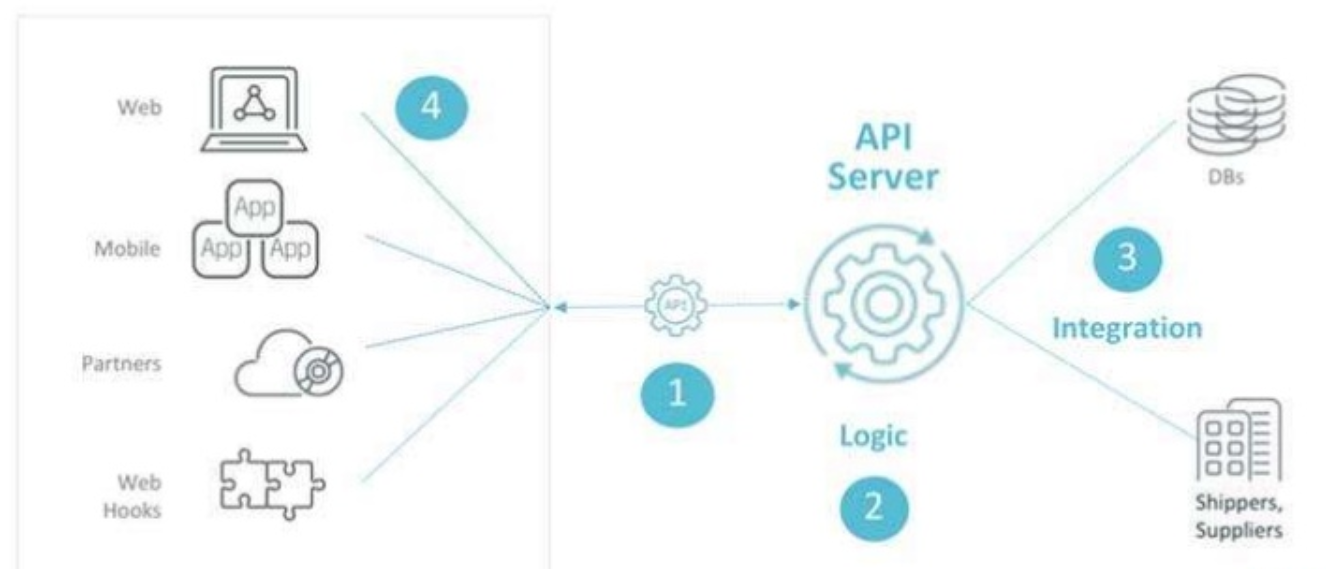 Web
4
App
App
App
Mobile
Partners
Web
Hooks
API
1
API
Server
Logic
2
DBs
3
Integration
Shippers,
Suppliers